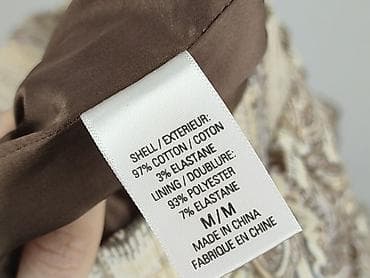 SHELL / EXTERIEUR:
97% COTTON / COTON
3% ELASTANE
LINING / DOUBLURE:
93% POLYESTER
7% ELASTANE
M / M
MADE IN CHINA
FABRIQUE EN CHINE